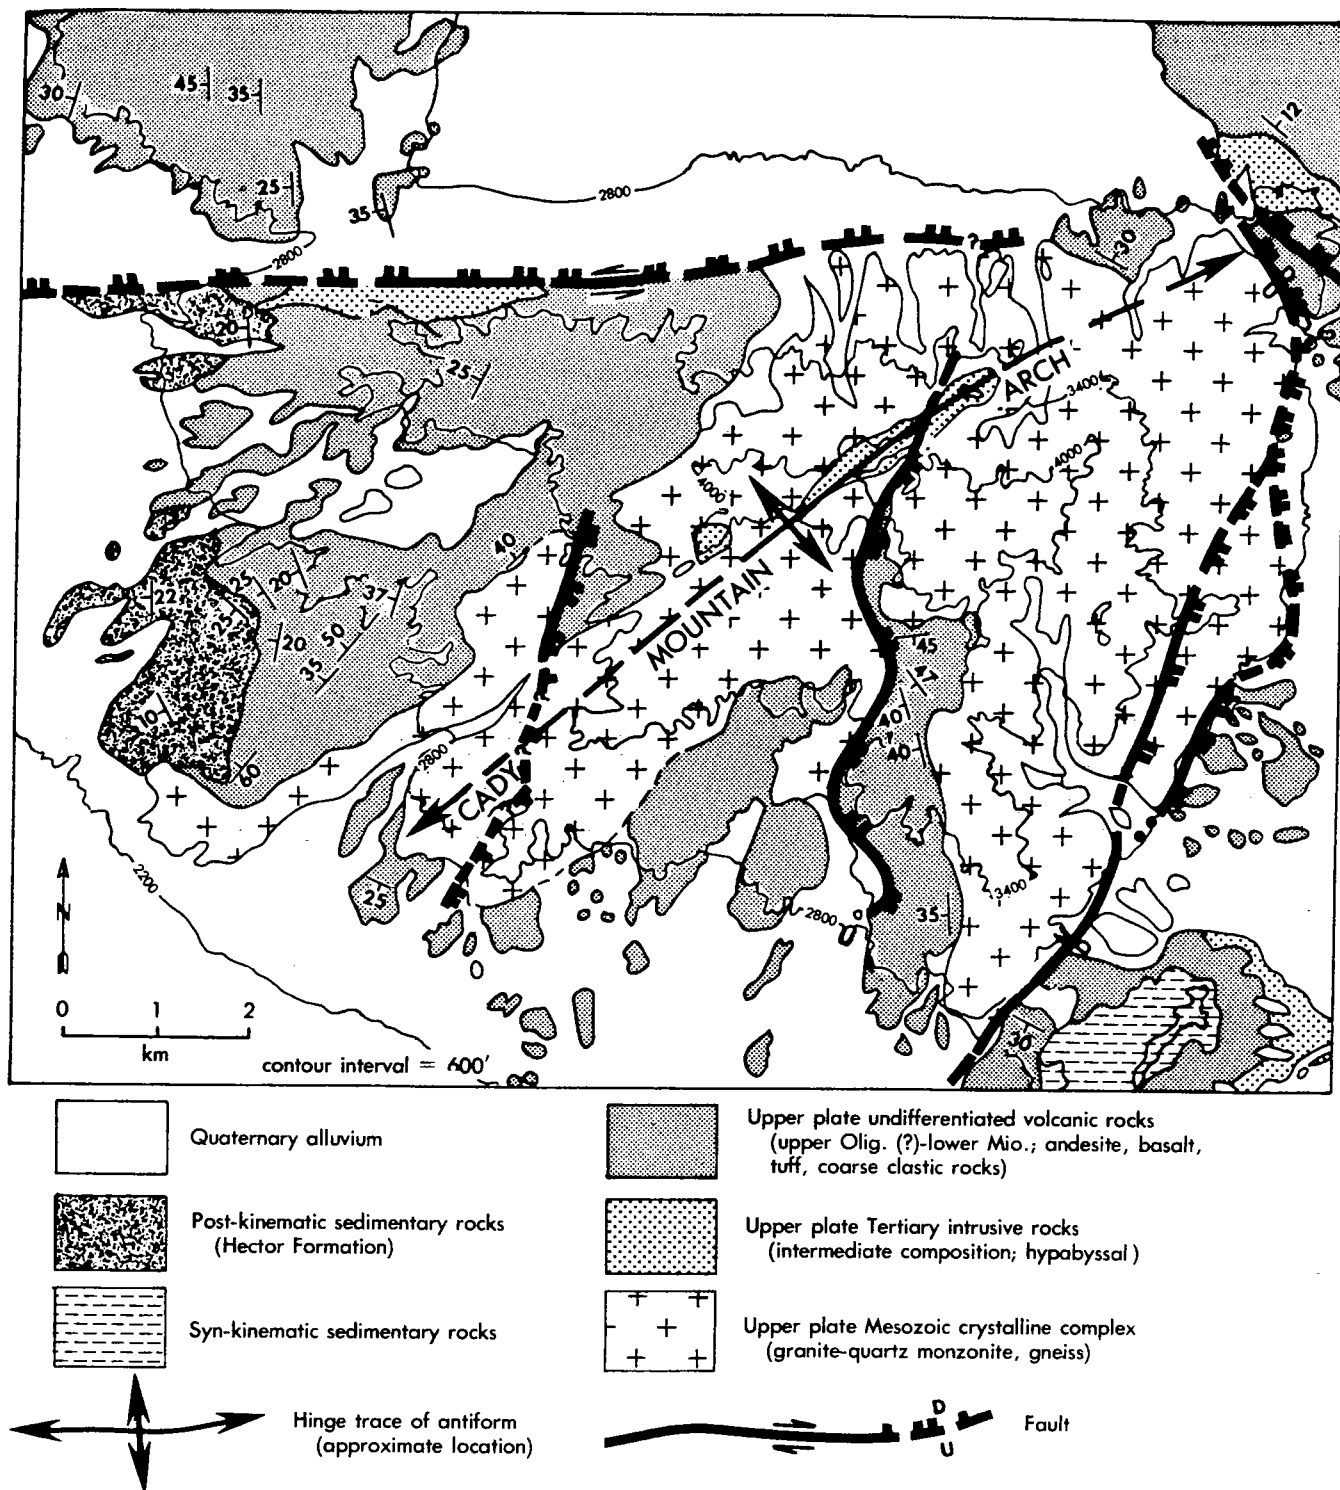 30
45
35
12
25
35
2800
2800
30
?
20
25
ARCH
3400
4000
4000
40
MOUNTAIN
25
20
37
22
25
20
50
35
45
47
40
40
10
60
2800
CADY
2200
25
3400
2800
35
U
D
30
N
0 1 2
km
contour interval = 600'
Quaternary alluvium
Post-kinematic sedimentary rocks
(Hector Formation)
Syn-kinematic sedimentary rocks
Hinge trace of antiform
(approximate location)
Upper plate undifferentiated volcanic rocks
(upper Olig. (?)-lower Mio.; andesite, basalt,
tuff, coarse clastic rocks)
Upper plate Tertiary intrusive rocks
(intermediate composition; hypabyssal)
Upper plate Mesozoic crystalline complex
(granite-quartz monzonite, gneiss)
D
U
Fault